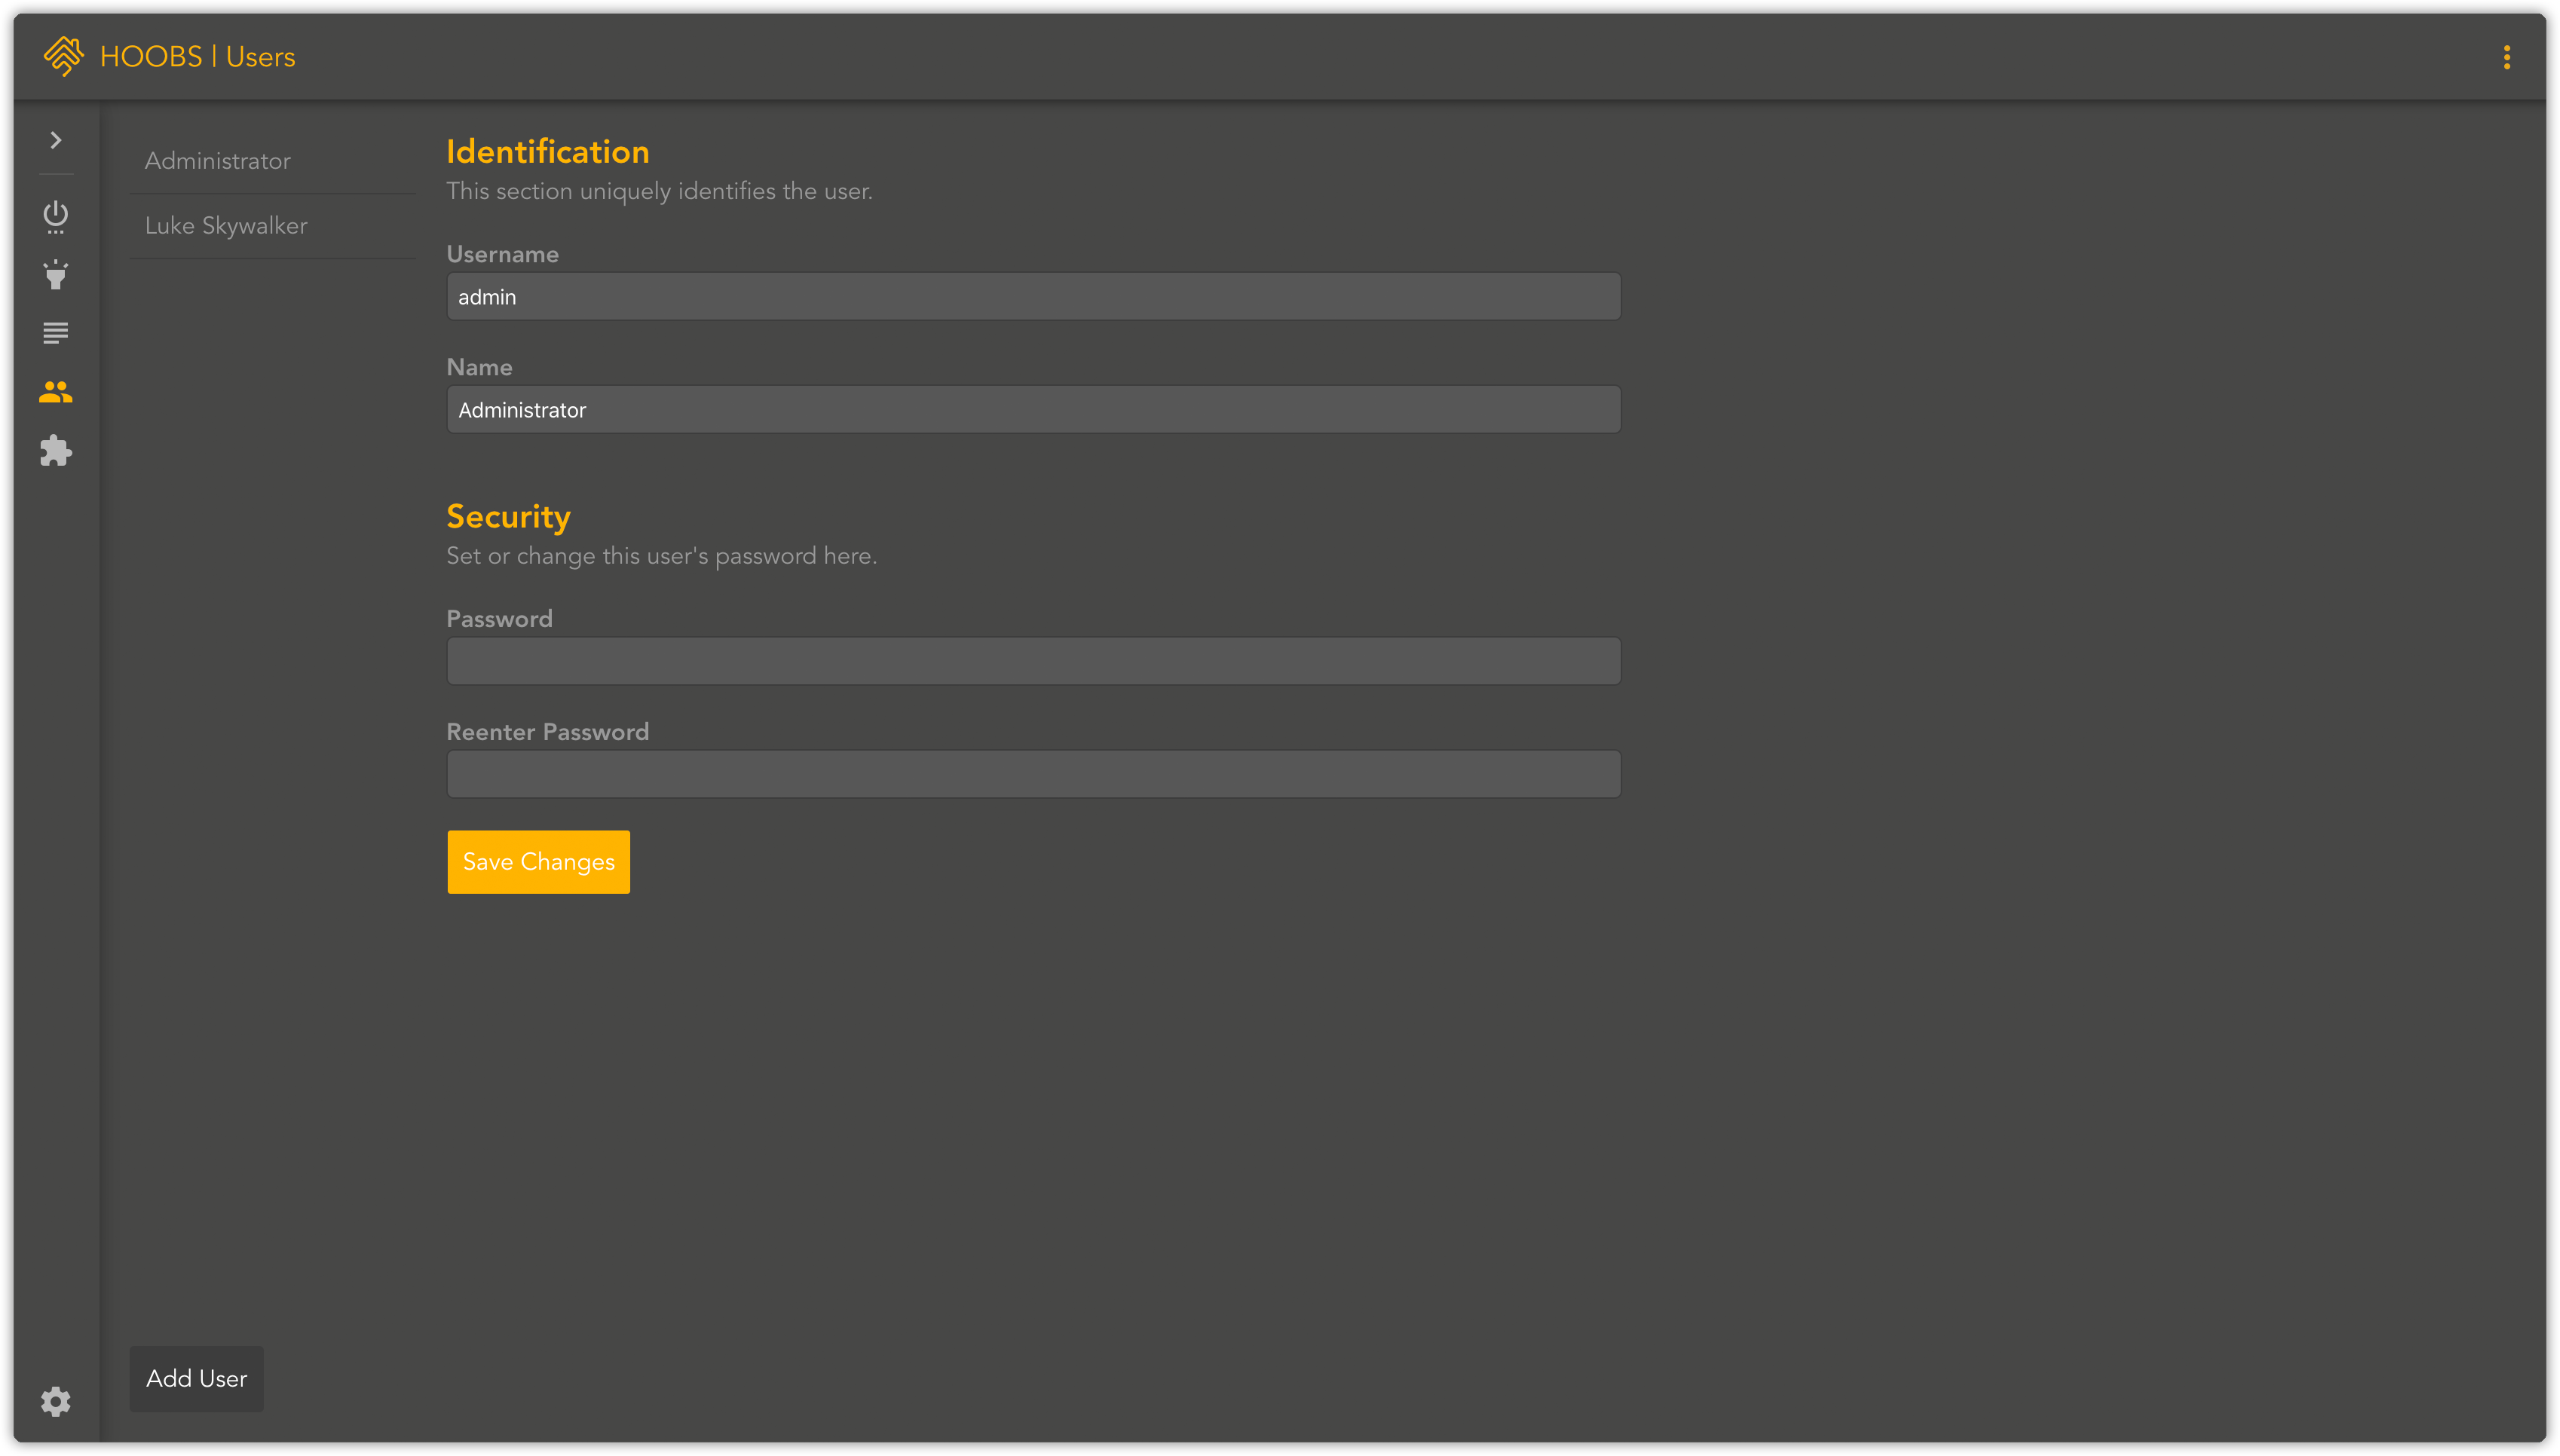 HOOBS | Users
Administrator
Luke Skywalker
Identification
This section uniquely identifies the user.
Username
admin
Name
Administrator
Security
Set or change this user's password here.
Password
Reenter Password
Save Changes
Add User